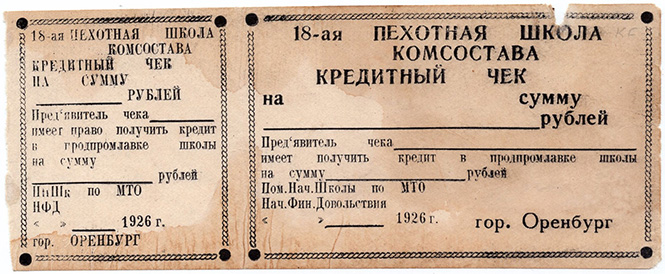 18-ая ПЕХОТНАЯ ШКОЛА
КОМСОСТАВА
КРЕДИТНЫЙ ЧЕК
НА СУММУ
РУБЛЕЙ
Пред'явитель чека
имеет право получить кредит
в продпромлавке школы
на сумму
рублей
ПпШк по МТО
НФД
« » 1926 г.
гор. ОРЕНБУРГ
18-ая ПЕХОТНАЯ ШКОЛА
КОМСОСТАВА
КРЕДИТНЫЙ ЧЕК
на сумму
рублей
Пред'явитель чека
имеет получить кредит в продпромлавке школы
на сумму рублей
Пом.Нач.Школы по МТО
Нач.Фин.Довольствия
« » 1926 г. гор. Оренбург